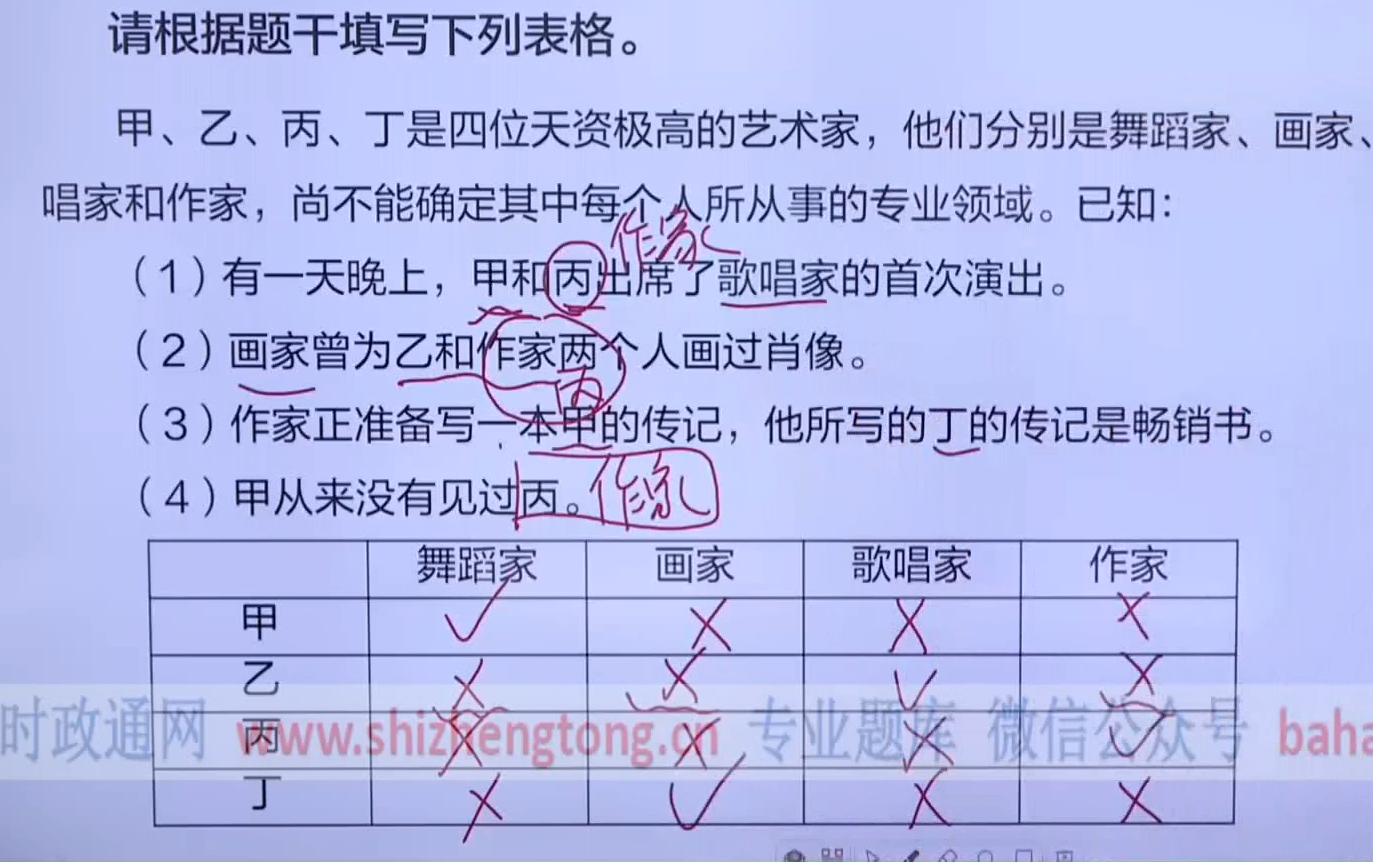 请根据题干填写下列表格。
甲、乙、丙、丁是四位天资极高的艺术家，他们分别是舞蹈家、画家、
唱家和作家，尚不能确定其中每个人所从事的专业领域。已知：
作家
（1）有一天晚上，甲和丙出席了歌唱家的首次演出。
（2）画家曾为乙和作家两个人画过肖像。
丙
（3）作家正准备写一本甲的传记，他所写的丁的传记是畅销书。
（4）甲从来没有见过丙。作家
舞蹈家 画家 歌唱家 作家
甲 ✓ X X X
乙 X X ✓ X
丙 X X X ✓
丁 X ✓ X X
时政通网 www.shizhengtong.cn 专业题库 微信公众号 baha